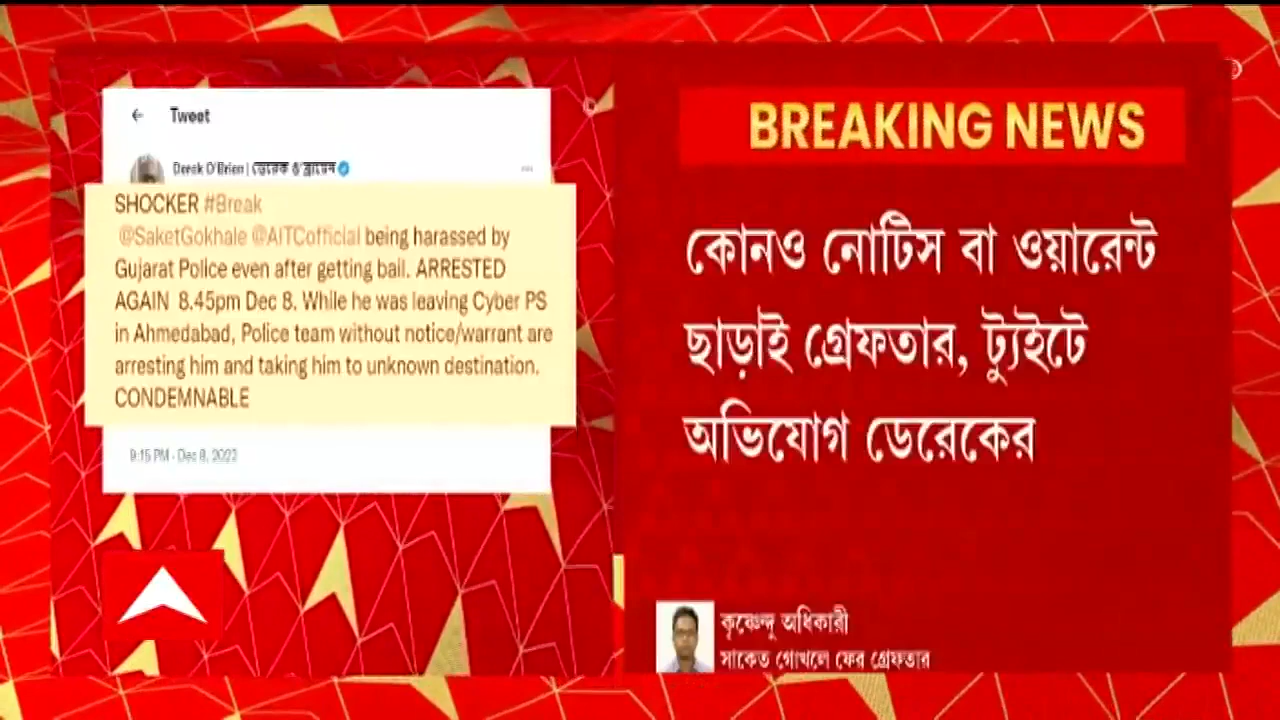 Tweet
Derek O'Brien | ডেরেক ও'ব্রায়েন
SHOCKER #Break
@SaketGokhale @AITCofficial being harassed by
Gujarat Police even after getting bail. ARRESTED
AGAIN 8.45pm Dec 8. While he was leaving Cyber PS
in Ahmedabad, Police team without notice/warrant are
arresting him and taking him to unknown destination.
CONDEMNABLE
9:15 PM · Dec 8, 2022
BREAKING NEWS
কোনও নোটিস বা ওয়ারেন্ট
ছাড়াই গ্রেফতার, ট্যুইটে
অভিযোগ ডেরেকের
কৃষ্ণেন্দু অধিকারী
সাকেত গোখলে ফের গ্রেফতার